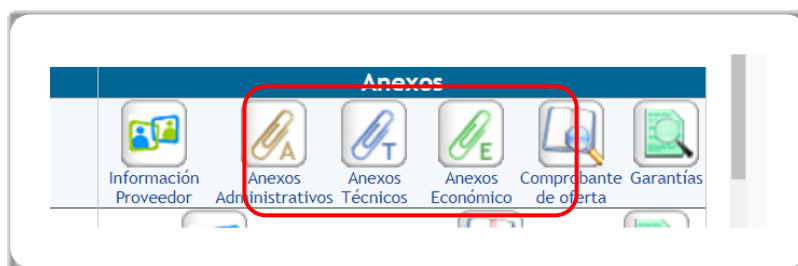 Anexos
A T E
Información Anexos Anexos Anexos Comprobante Garantías
Proveedor Administrativos Técnicos Económico de oferta